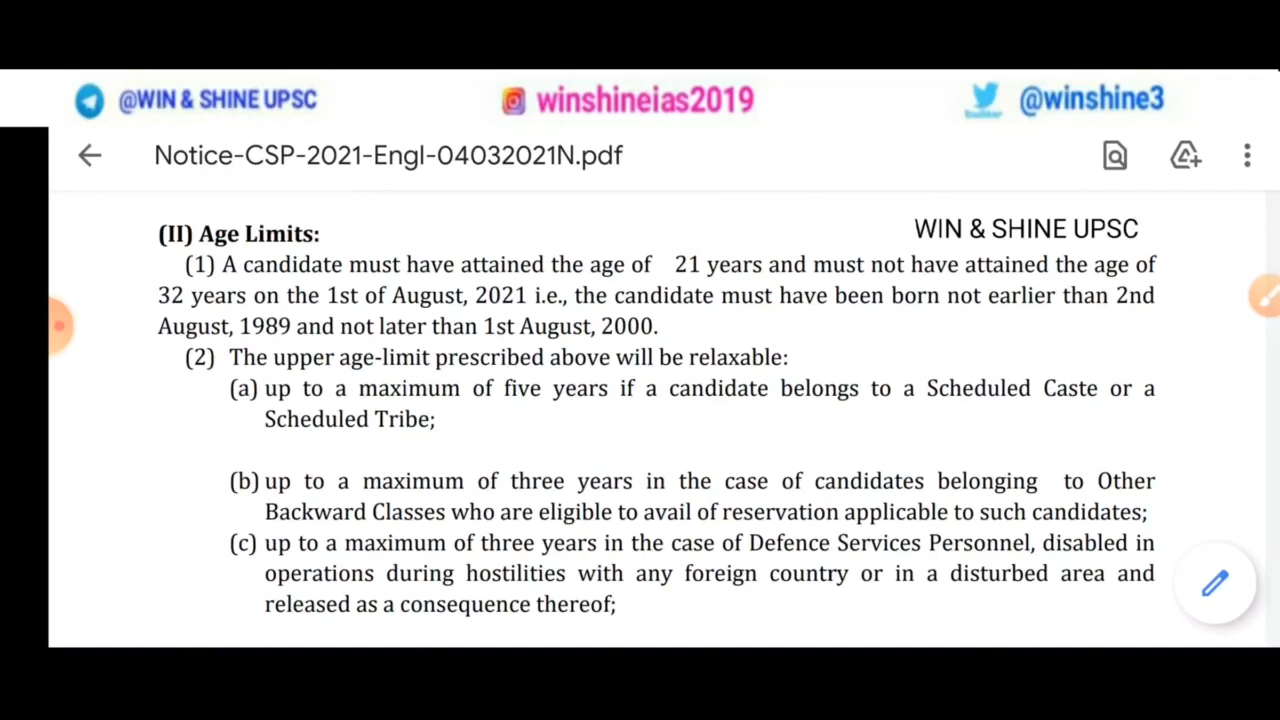 @WIN & SHINE UPSC winshineias2019 @winshine3
Notice-CSP-2021-Engl-04032021N.pdf
WIN & SHINE UPSC
(II) Age Limits:
(1) A candidate must have attained the age of 21 years and must not have attained the age of
32 years on the 1st of August, 2021 i.e., the candidate must have been born not earlier than 2nd
August, 1989 and not later than 1st August, 2000.
(2) The upper age-limit prescribed above will be relaxable:
(a) up to a maximum of five years if a candidate belongs to a Scheduled Caste or a
Scheduled Tribe;
(b) up to a maximum of three years in the case of candidates belonging to Other
Backward Classes who are eligible to avail of reservation applicable to such candidates;
(c) up to a maximum of three years in the case of Defence Services Personnel, disabled in
operations during hostilities with any foreign country or in a disturbed area and
released as a consequence thereof;